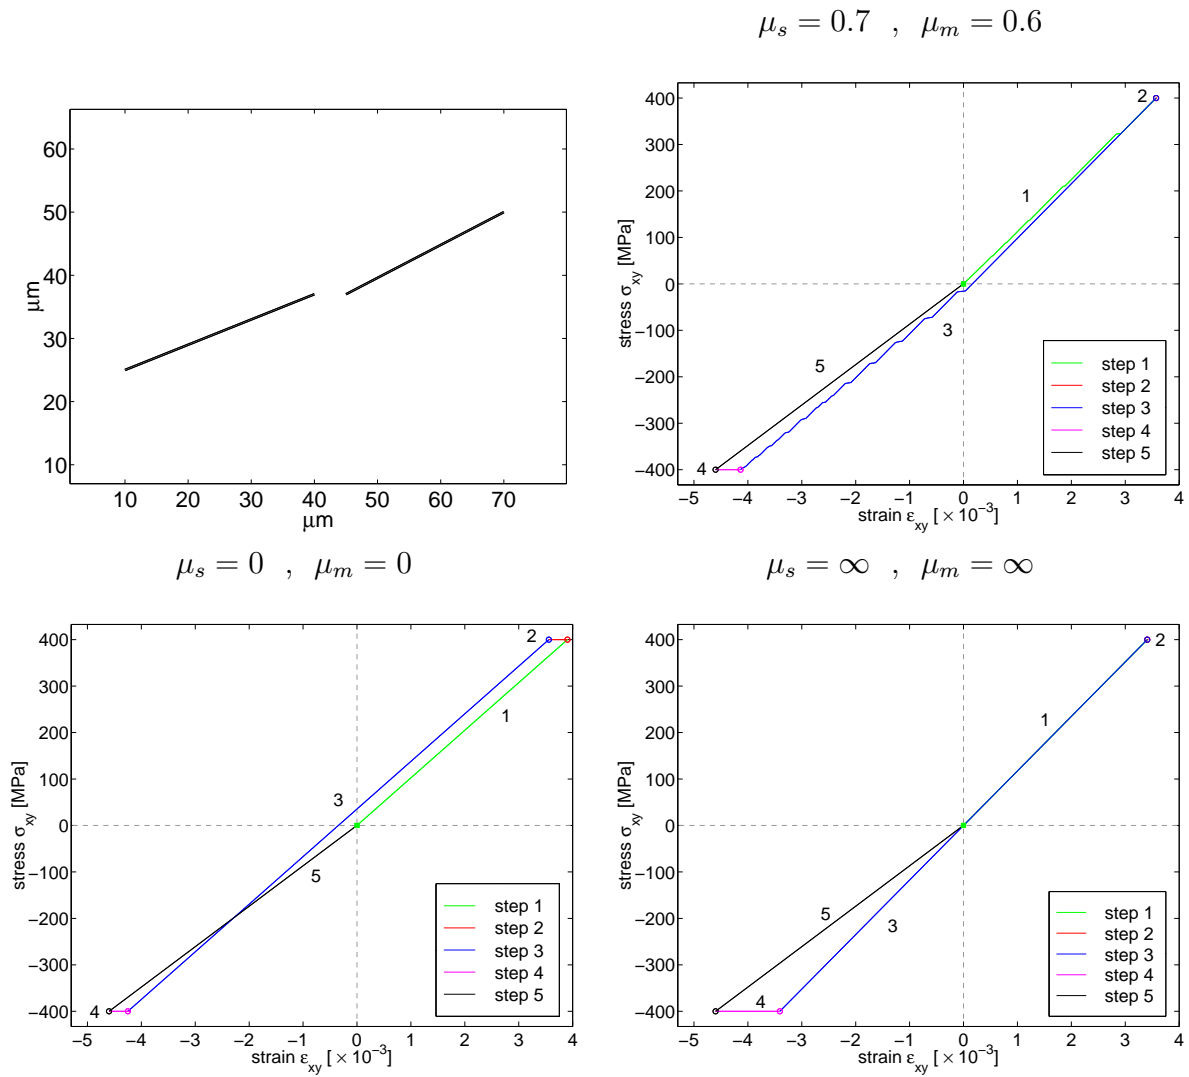 μs = 0.7 , μm = 0.6
60
50
40
30
20
10
μm
10 20 30 40 50 60 70
μm
400
300
200
100
0
−100
−200
−300
−400
stress σxy [MPa]
1
2
3
4
5
step 1
step 2
step 3
step 4
step 5
−5 −4 −3 −2 −1 0 1 2 3 4
strain εxy [ × 10−3]
μs = 0 , μm = 0
400
300
200
100
0
−100
−200
−300
−400
stress σxy [MPa]
2
1
3
5
4
step 1
step 2
step 3
step 4
step 5
−5 −4 −3 −2 −1 0 1 2 3 4
strain εxy [ × 10−3]
μs = ∞ , μm = ∞
400
300
200
100
0
−100
−200
−300
−400
stress σxy [MPa]
2
1
5
3
4
step 1
step 2
step 3
step 4
step 5
−5 −4 −3 −2 −1 0 1 2 3 4
strain εxy [ × 10−3]